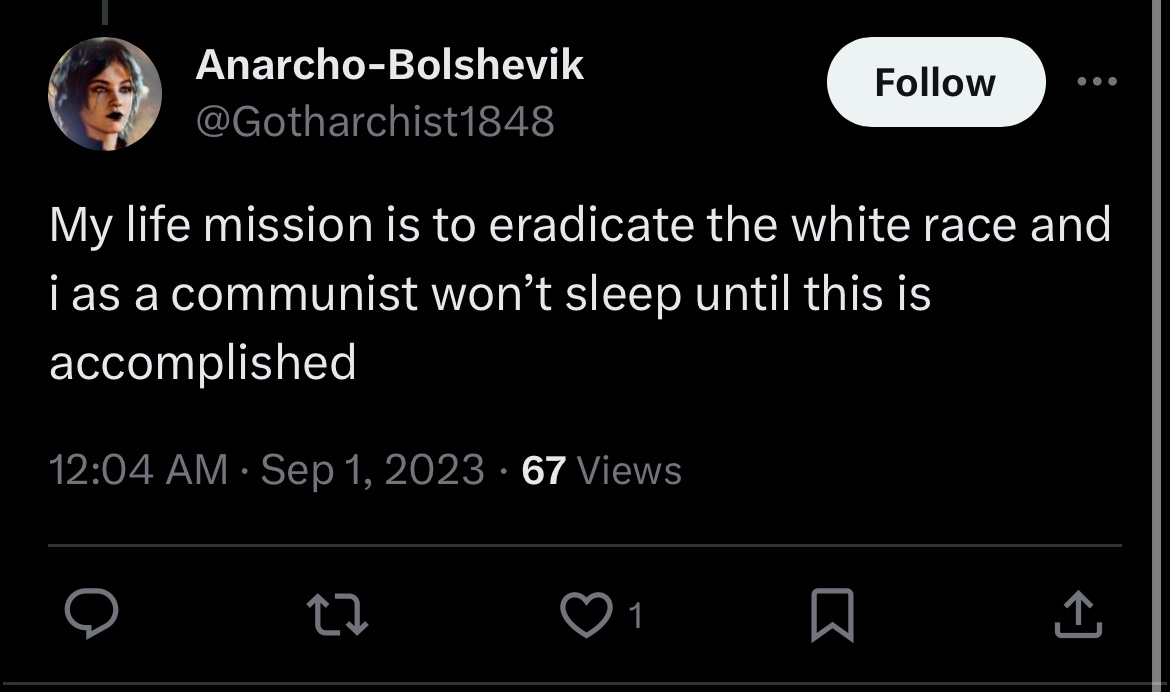 Anarcho-Bolshevik
@Gotharchist1848
Follow
My life mission is to eradicate the white race and
i as a communist won’t sleep until this is
accomplished
12:04 AM · Sep 1, 2023 · 67 Views
1